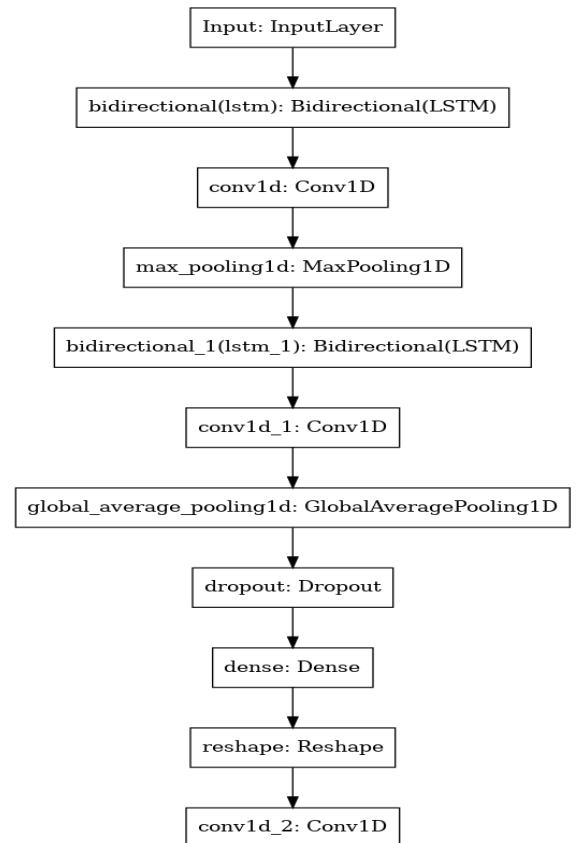 Input: InputLayer
bidirectional(lstm): Bidirectional(LSTM)
conv1d: Conv1D
max_pooling1d: MaxPooling1D
bidirectional_1(lstm_1): Bidirectional(LSTM)
conv1d_1: Conv1D
global_average_pooling1d: GlobalAveragePooling1D
dropout: Dropout
dense: Dense
reshape: Reshape
conv1d_2: Conv1D